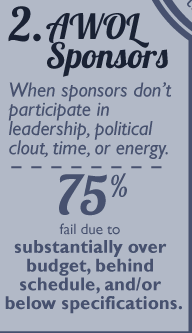 2. AWOL
Sponsors
When sponsors don't
participate in
leadership, political
clout, time, or energy.
75%
fail due to
substantially over
budget, behind
schedule, and/or
below specifications.